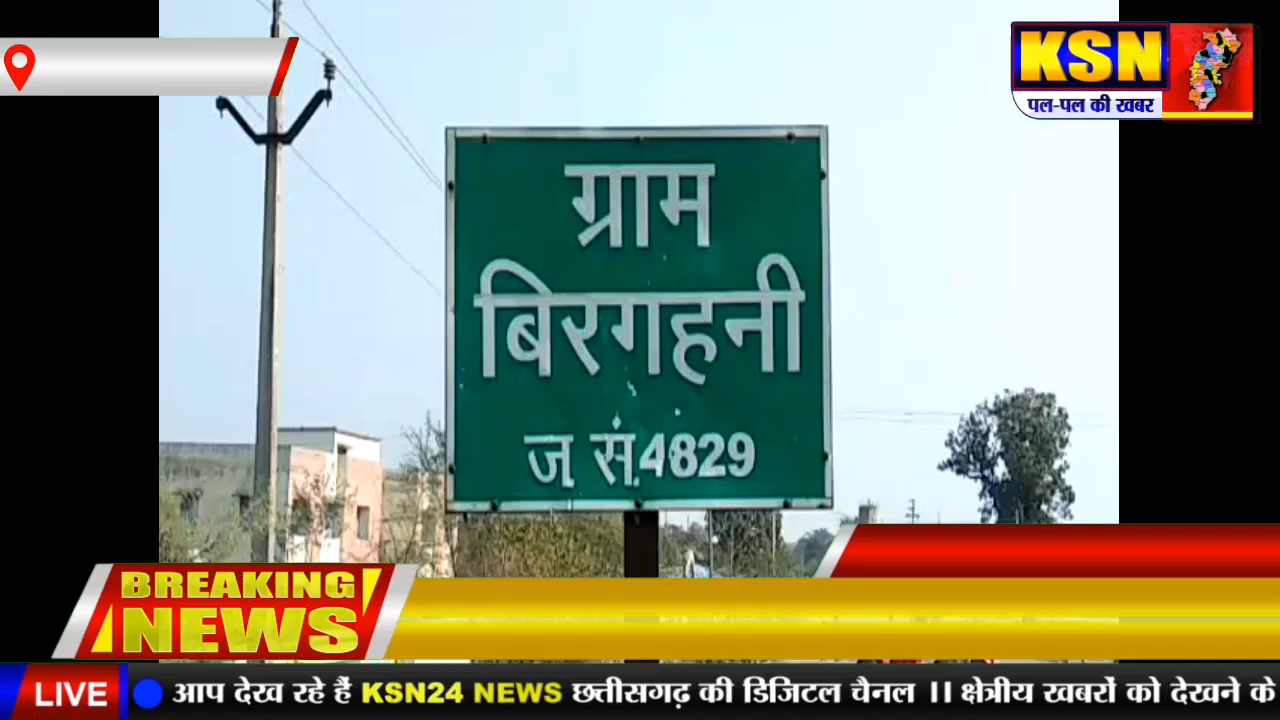 KSN
पल-पल की खबर
ग्राम
बिरगहनी
ज. सं. 4829
BREAKING
NEWS
LIVE आप देख रहे हैं KSN24 NEWS छत्तीसगढ़ की डिजिटल चैनल II क्षेत्रीय खबरों को देखने के